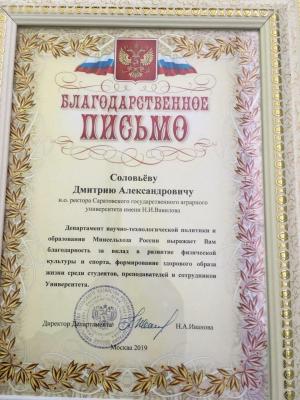 БЛАГОДАРСТВЕННОЕ
ПИСЬМО
Соловьёву
Дмитрию Александровичу
и.о. ректора Саратовского государственного аграрного
университета имени Н.И.Вавилова
Департамент научно-технологической политики и
образования Минсельхоза России выражает Вам
благодарность за вклад в развитие физической
культуры и спорта, формирование здорового образа
жизни среди студентов, преподавателей и сотрудников
Университета.
Директор Департамента
Н.А.Иванова
Москва 2019